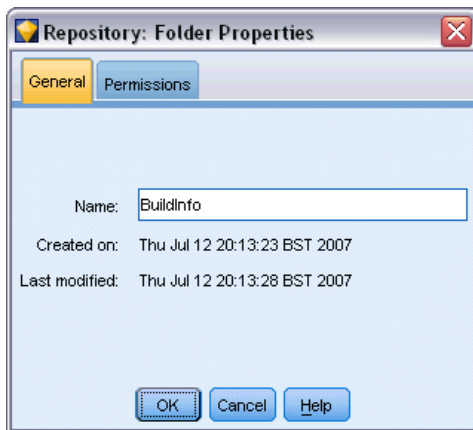 Repository: Folder Properties
General
Permissions
Name: BuildInfo
Created on: Thu Jul 12 20:13:23 BST 2007
Last modified: Thu Jul 12 20:13:28 BST 2007
OK Cancel Help